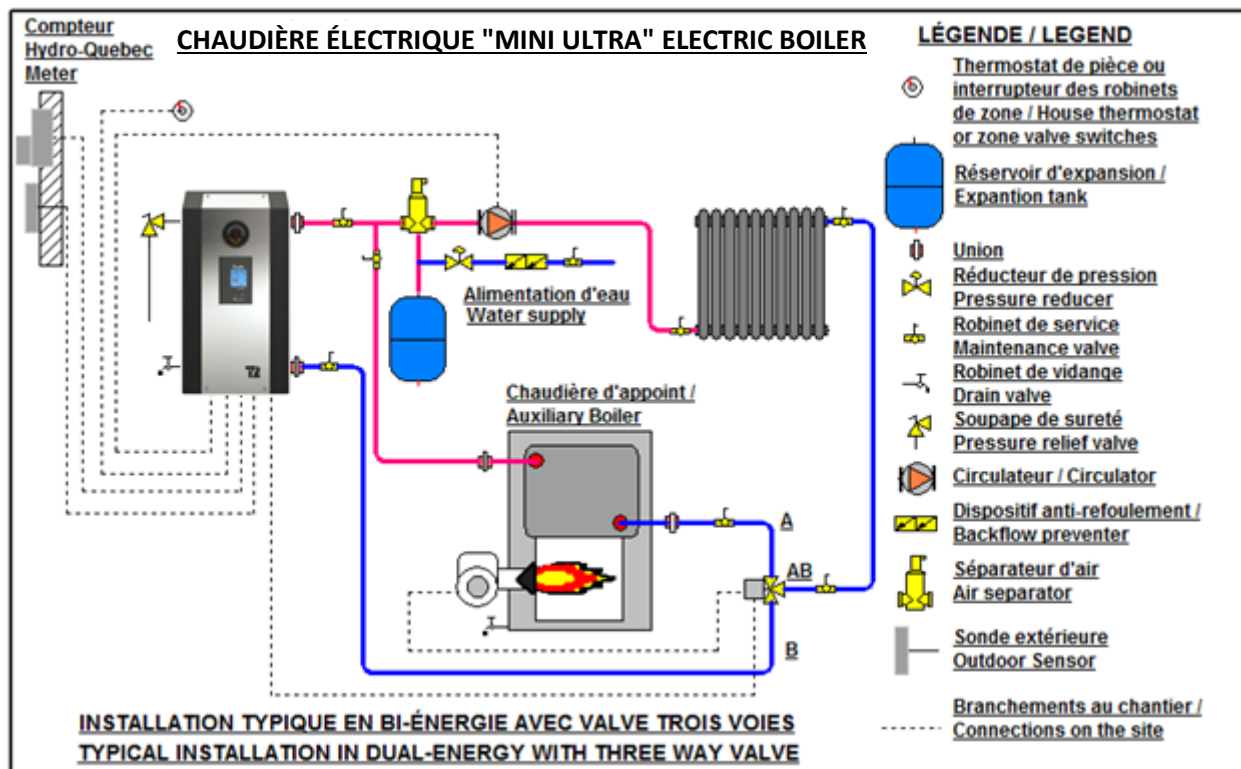 Compteur
Hydro-Quebec
Meter
CHAUDIÈRE ÉLECTRIQUE "MINI ULTRA" ELECTRIC BOILER
LÉGENDE / LEGEND
Thermostat de pièce ou
interrupteur des robinets
de zone / House thermostat
or zone valve switches
Réservoir d'expansion /
Expantion tank
Union
Réducteur de pression
Pressure reducer
Robinet de service
Maintenance valve
Robinet de vidange
Drain valve
Soupape de sureté
Pressure relief valve
Circulateur / Circulator
Dispositif anti-refoulement /
Backflow preventer
Séparateur d'air
Air separator
Sonde extérieure
Outdoor Sensor
Branchements au chantier /
Connections on the site
Alimentation d'eau
Water supply
Chaudière d'appoint /
Auxiliary Boiler
A
AB
B
INSTALLATION TYPIQUE EN BI-ÉNERGIE AVEC VALVE TROIS VOIES
TYPICAL INSTALLATION IN DUAL-ENERGY WITH THREE WAY VALVE